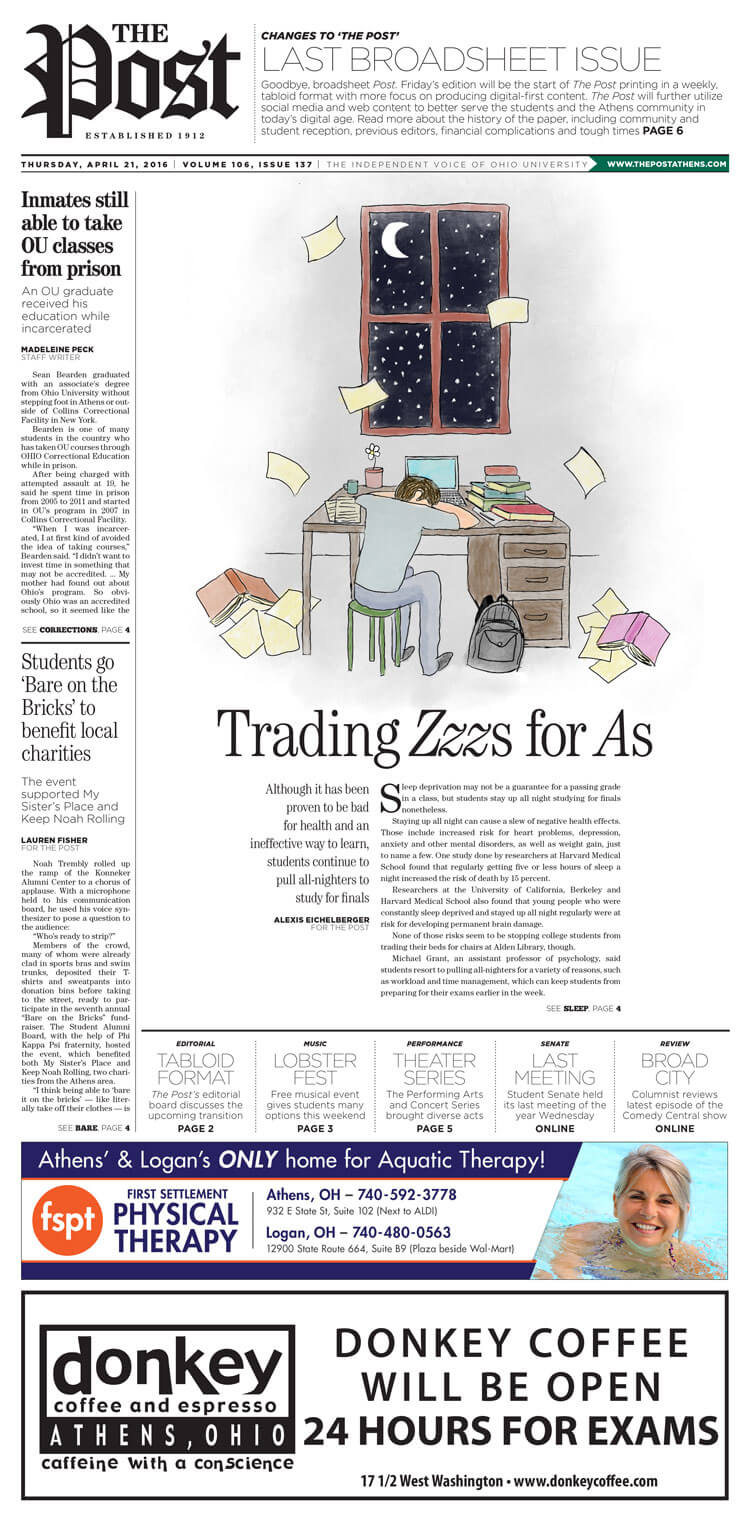 THE
Post
ESTABLISHED 1912
CHANGES TO ‘THE POST’
LAST BROADSHEET ISSUE
Goodbye, broadsheet Post. Friday’s edition will be the start of The Post printing in a weekly,
tabloid format with more focus on producing digital-first content. The Post will further utilize
social media and web content to better serve the students and the Athens community in
today’s digital age. Read more about the history of the paper, including community and
student reception, previous editors, financial complications and tough times PAGE 6
THURSDAY, APRIL 21, 2016 | VOLUME 106, ISSUE 137 | THE INDEPENDENT VOICE OF OHIO UNIVERSITY
WWW.THEPOSTATHENS.COM
Inmates still
able to take
OU classes
from prison
An OU graduate
received his
education while
incarcerated
MADELEINE PECK
STAFF WRITER
Sean Bearden graduated
with an associate’s degree
from Ohio University without
stepping foot in Athens or out-
side of Collins Correctional
Facility in New York.
Bearden is one of many
students in the country who
has taken OU courses through
OHIO Correctional Education
while in prison.
After being charged with
attempted assault at 19, he
said he spent time in prison
from 2005 to 2011 and started
in OU’s program in 2007 in
Collins Correctional Facility.
“When I was incarcer-
ated, I at first kind of avoided
the idea of taking courses,”
Bearden said. “I didn’t want to
invest time in something that
may not be accredited. ... My
mother had found out about
Ohio’s program. So obvi-
ously Ohio was an accredited
school, so it seemed like the
SEE CORRECTIONS, PAGE 4
Students go
‘Bare on the
Bricks’ to
benefit local
charities
The event
supported My
Sister’s Place and
Keep Noah Rolling
LAUREN FISHER
FOR THE POST
Noah Trembly rolled up
the ramp of the Konneker
Alumni Center to a chorus of
applause. With a microphone
held to his communication
board, he used his voice syn-
thesizer to pose a question to
the audience:
“Who’s ready to strip?”
Members of the crowd,
many of whom were already
clad in sports bras and swim
trunks, deposited their T-
shirts and sweatpants into
donation bins before taking
to the street, ready to par-
ticipate in the seventh annual
“Bare on the Bricks” fund-
raiser. The Student Alumni
Board, with the help of Phi
Kappa Psi fraternity, hosted
the event, which benefited
both My Sister’s Place and
Keep Noah Rolling, two chari-
ties from the Athens area.
“I think being able to ‘bare
it on the bricks’ — like liter-
ally take off their clothes — is
SEE BARE, PAGE 4
Trading Zzzs for As
Although it has been
proven to be bad
for health and an
ineffective way to learn,
students continue to
pull all-nighters to
study for finals
ALEXIS EICHELBERGER
FOR THE POST
Sleep deprivation may not be a guarantee for a passing grade
in a class, but students stay up all night studying for finals
nonetheless.
Staying up all night can cause a slew of negative health effects.
Those include increased risk for heart problems, depression,
anxiety and other mental disorders, as well as weight gain, just
to name a few. One study done by researchers at Harvard Medical
School found that regularly getting five or less hours of sleep a
night increased the risk of death by 15 percent.
Researchers at the University of California, Berkeley and
Harvard Medical School also found that young people who were
constantly sleep deprived and stayed up all night regularly were at
risk for developing permanent brain damage.
None of those risks seem to be stopping college students from
trading their beds for chairs at Alden Library, though.
Michael Grant, an assistant professor of psychology, said
students resort to pulling all-nighters for a variety of reasons, such
as workload and time management, which can keep students from
preparing for their exams earlier in the week.
SEE SLEEP, PAGE 4
EDITORIAL
TABLOID
FORMAT
The Post’s editorial
board discusses the
upcoming transition
PAGE 2
MUSIC
LOBSTER
FEST
Free musical event
gives students many
options this weekend
PAGE 3
PERFORMANCE
THEATER
SERIES
The Performing Arts
and Concert Series
brought diverse acts
PAGE 5
SENATE
LAST
MEETING
Student Senate held
its last meeting of the
year Wednesday
ONLINE
REVIEW
BROAD
CITY
Columnist reviews
latest episode of the
Comedy Central show
ONLINE
Athens’ & Logan’s ONLY home for Aquatic Therapy!
fspt
FIRST SETTLEMENT
PHYSICAL
THERAPY
Athens, OH – 740-592-3778
932 E State St, Suite 102 (Next to ALDI)
Logan, OH – 740-480-0563
12900 State Route 664, Suite B9 (Plaza beside Wal-Mart)
donkey
coffee and espresso
ATHENS, OHIO
caffeine with a conscience
DONKEY COFFEE
WILL BE OPEN
24 HOURS FOR EXAMS
17 1/2 West Washington • www.donkeycoffee.com